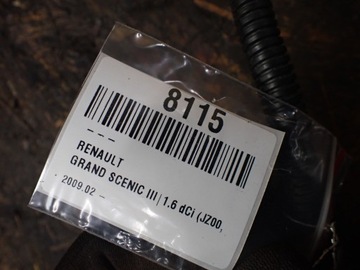 8115
---
RENAULT
GRAND SCENIC III | 1.6 dCi (JZ00,
2009.02 –